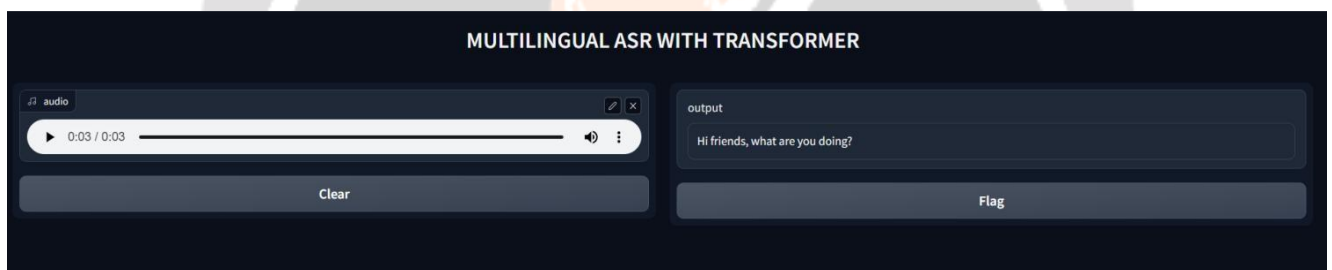 MULTILINGUAL ASR WITH TRANSFORMER
audio
0:03 / 0:03
Clear
output
Hi friends, what are you doing?
Flag